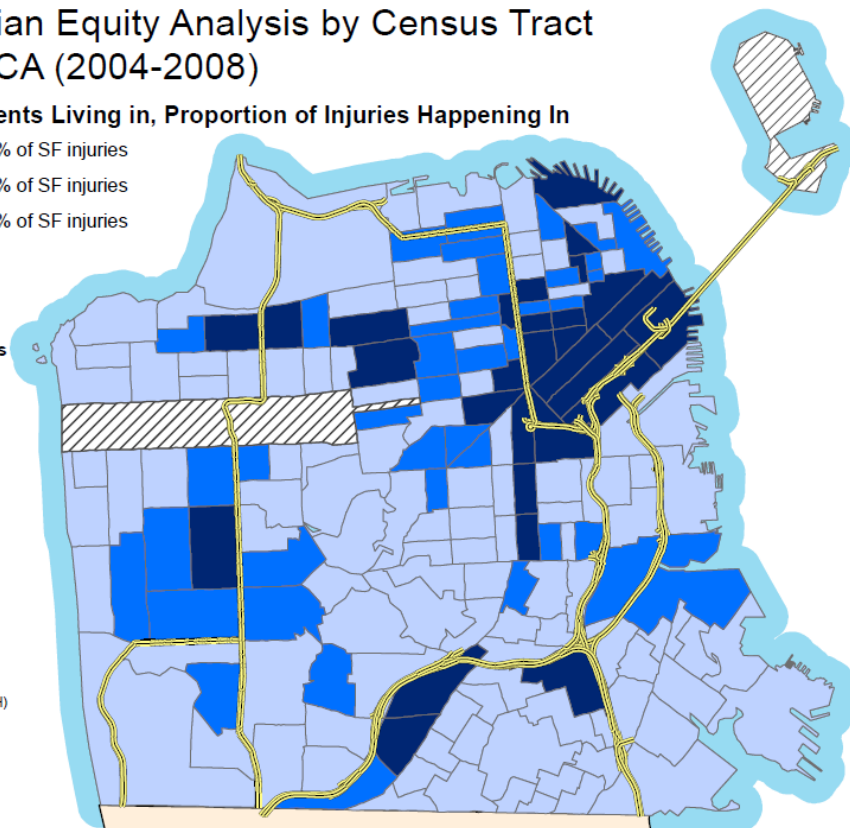 ian Equity Analysis by Census Tract
CA (2004-2008)
ents Living in, Proportion of Injuries Happening In
% of SF injuries
% of SF injuries
% of SF injuries
s
H)